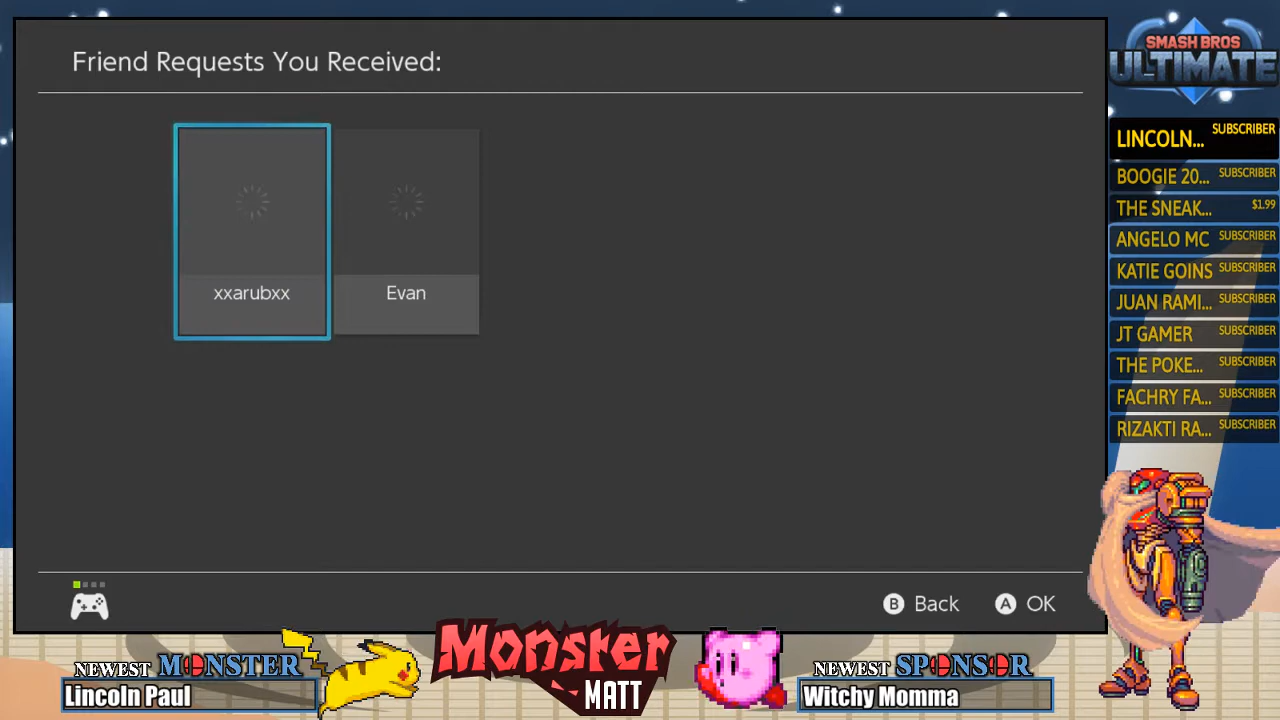 Friend Requests You Received:
xxarubxx
Evan
B Back
A OK
SMASH BROS
ULTIMATE
LINCOLN... SUBSCRIBER
BOOGIE 20... SUBSCRIBER
THE SNEAK... $1.99
ANGELO MC SUBSCRIBER
KATIE GOINS SUBSCRIBER
JUAN RAMI... SUBSCRIBER
JT GAMER SUBSCRIBER
THE POKE... SUBSCRIBER
FACHRY FA... SUBSCRIBER
RIZAKTI RA... SUBSCRIBER
NEWEST MONSTER
Lincoln Paul
Monster
MATT
NEWEST SPONSOR
Witchy Momma